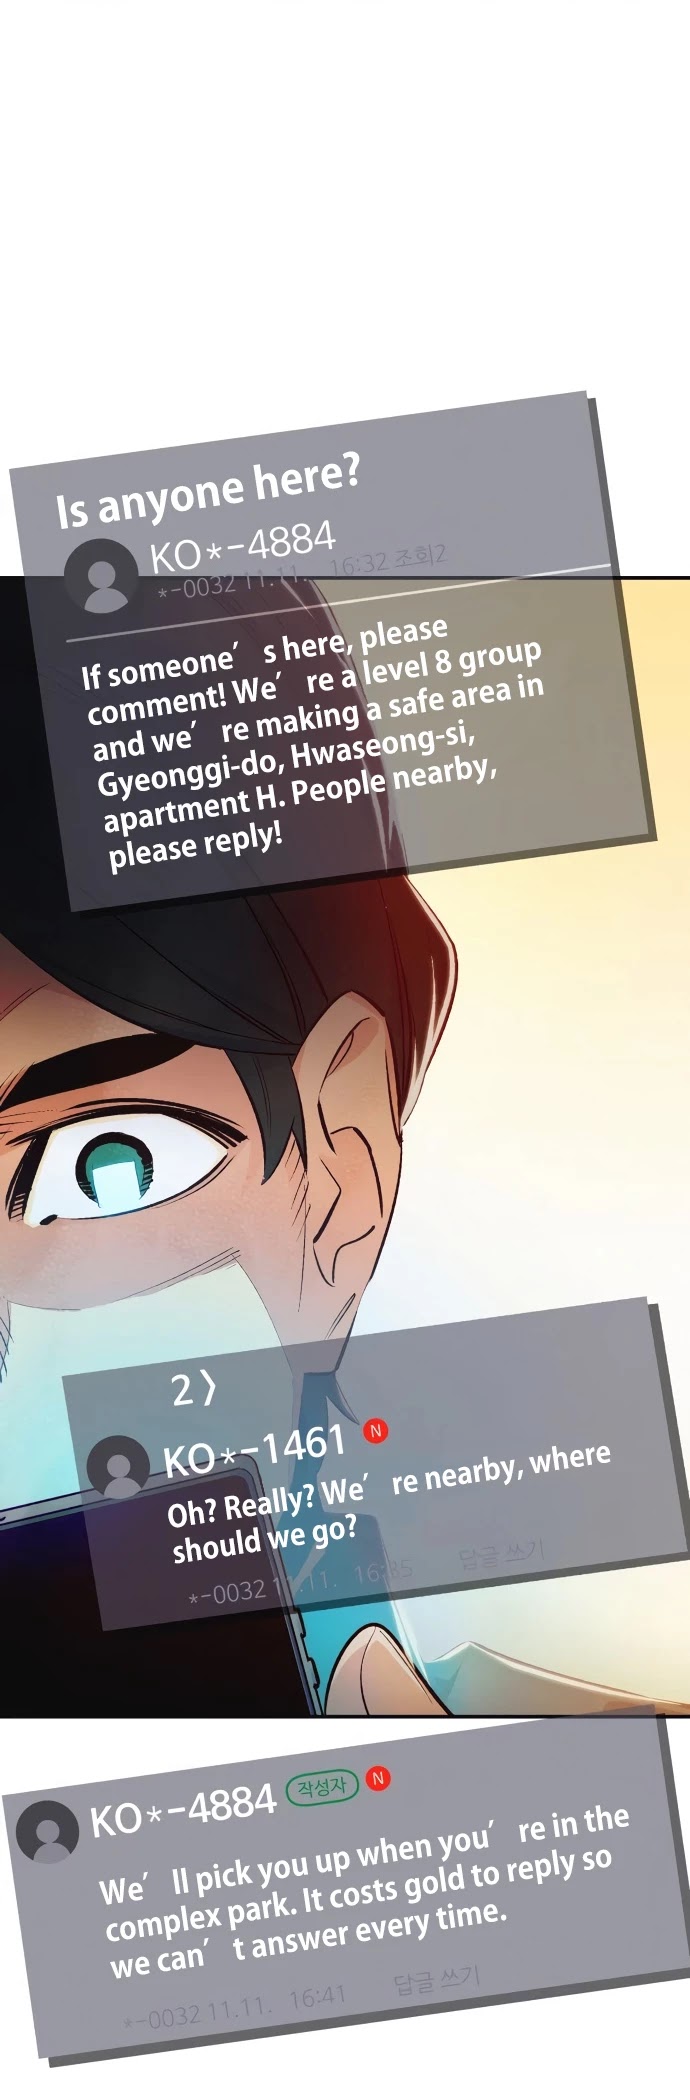 Is anyone here?
KO*-4884
*-0032 11.11. 16:32 조회2
If someone's here, please
comment! We're a level 8 group
and we're making a safe area in
Gyeonggi-do, Hwaseong-si,
apartment H. People nearby,
please reply!
2 〉
KO*-1461 N
Oh? Really? We're nearby, where
should we go?
*-0032 11.11. 16:35 답글 쓰기
KO*-4884 작성자 N
We'll pick you up when you're in the
complex park. It costs gold to reply so
we can't answer every time.
*-0032 11.11. 16:41 답글 쓰기